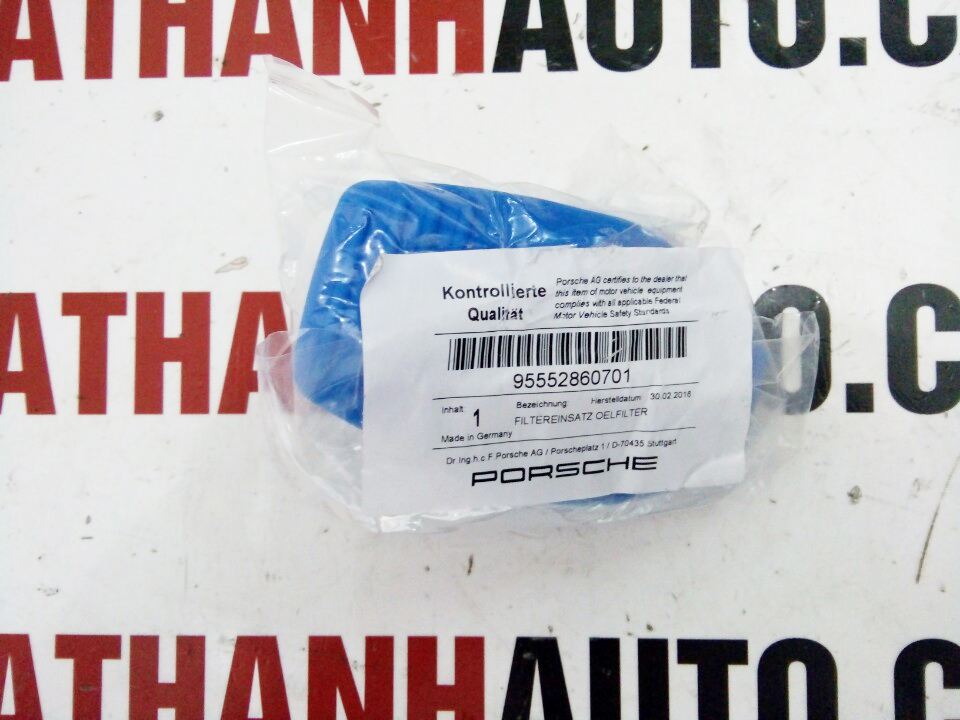 ATHANHAUTO.C
Kontrollierte
Qualität
Porsche AG certifies to the dealer that
this item of motor vehicle equipment
complies with all applicable Federal
Motor Vehicle Safety Standards
95552860701
Inhalt 1 Bezeichnung: Herstelldatum 30.02.2016
FILTEREINSATZ OELFILTER
Made in Germany
Dr.Ing.h.c.F Porsche AG / Porscheplatz 1 / D-70435 Stuttgart
PORSCHE
ATHAN O.C
ATHANHAUTO.C